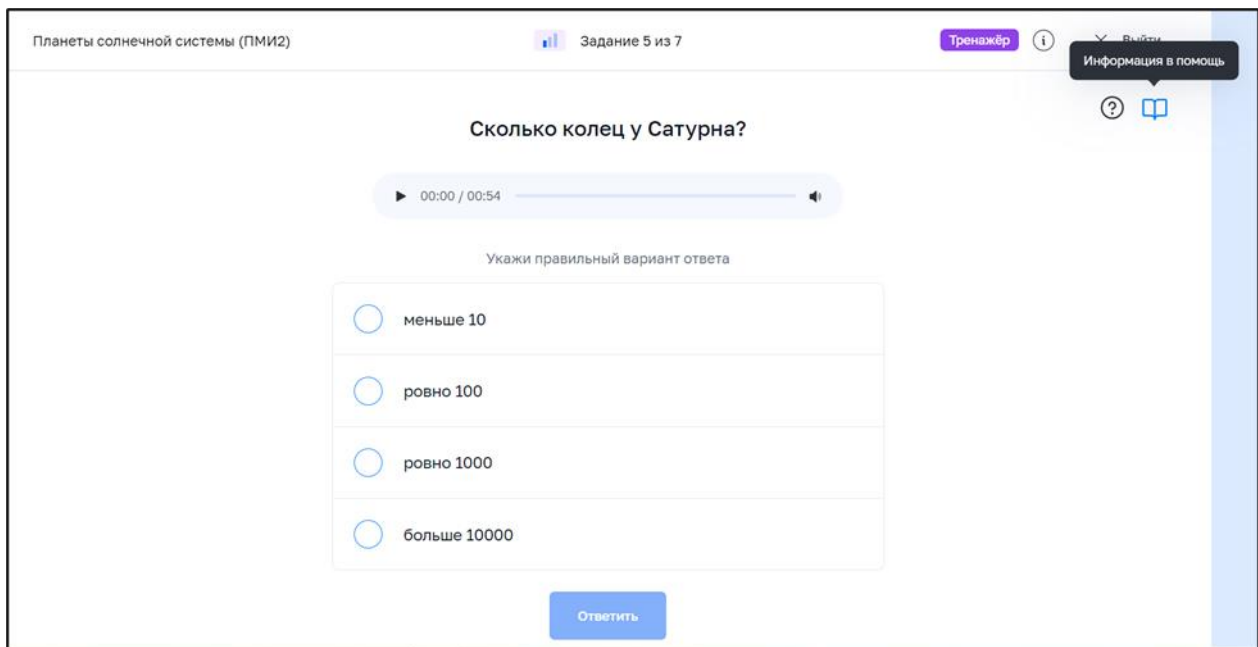 Планеты солнечной системы (ПМИ2)
Задание 5 из 7
Тренажёр
Выйти
Информация в помощь
Сколько колец у Сатурна?
00:00 / 00:54
Укажи правильный вариант ответа
меньше 10
ровно 100
ровно 1000
больше 10000
Ответить